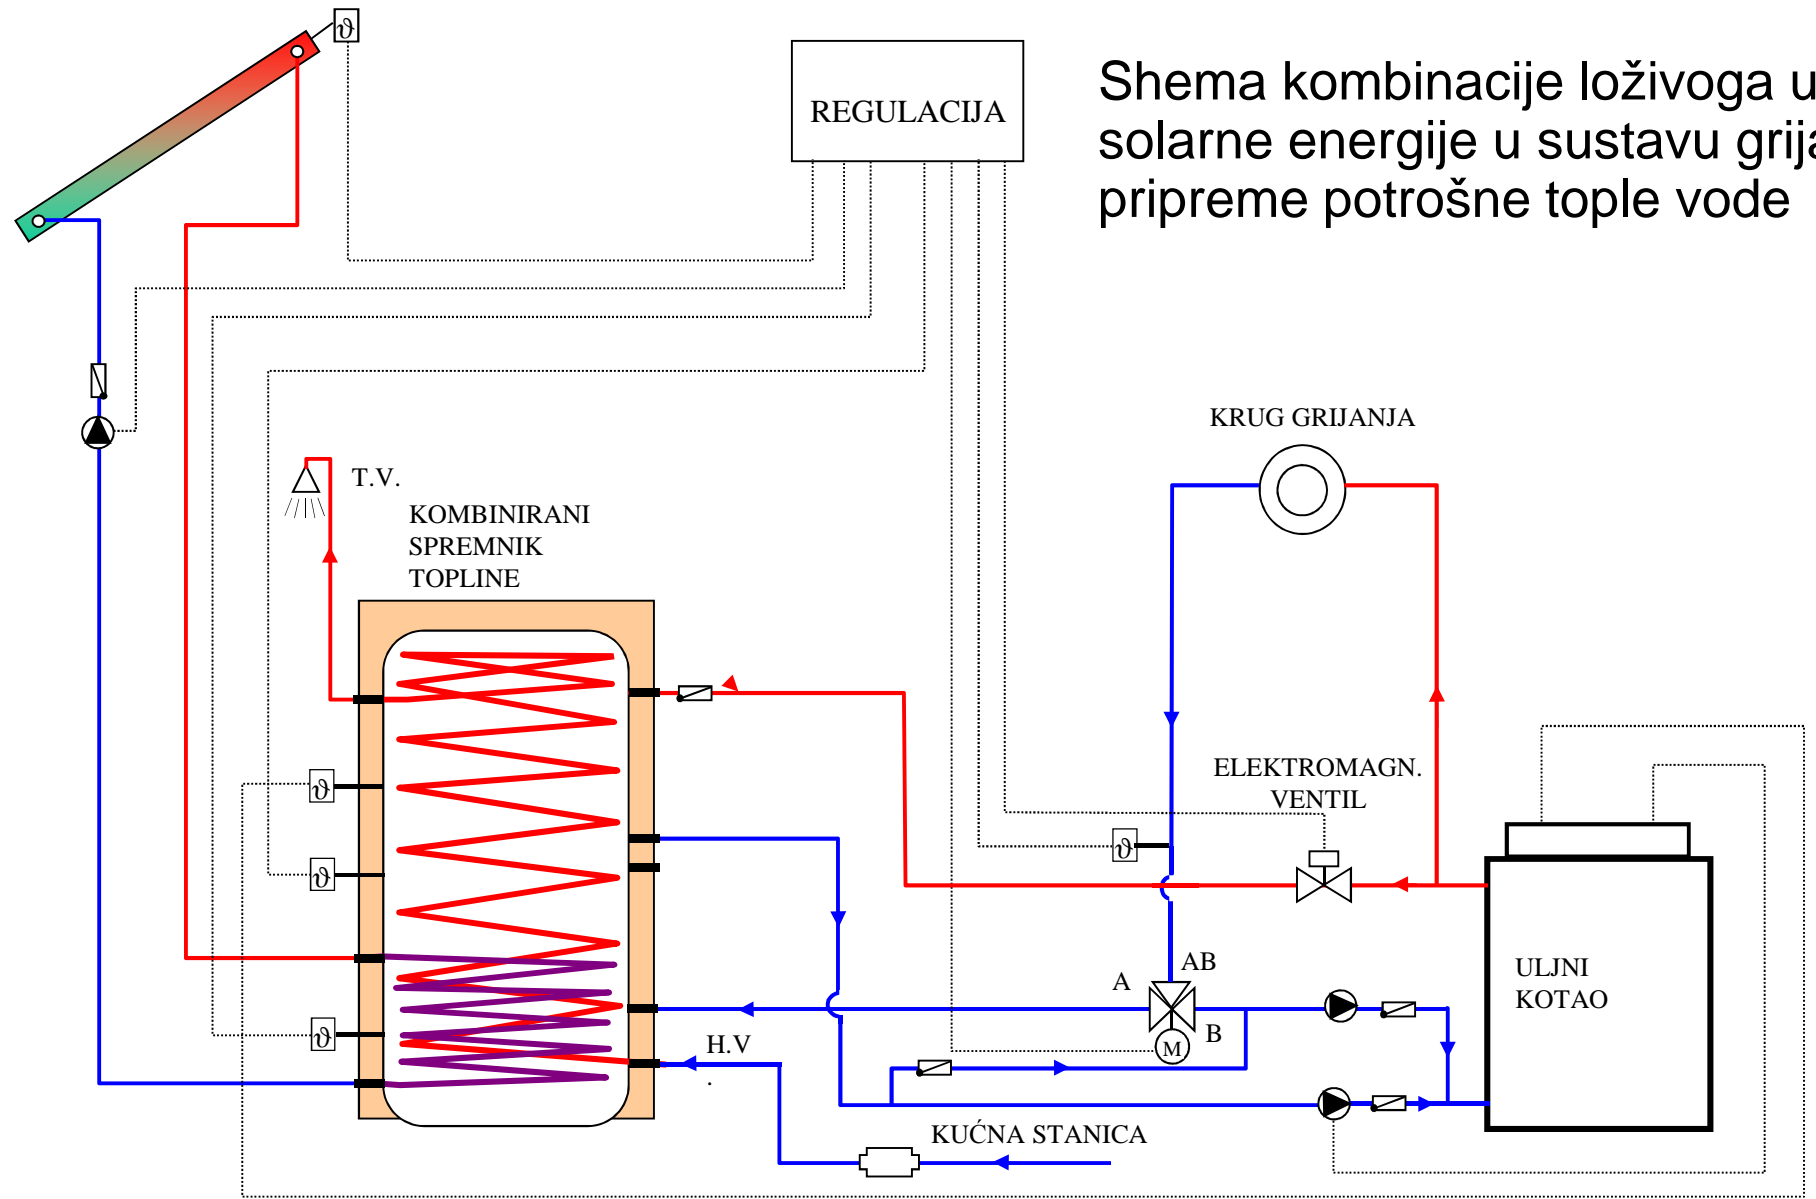 ϑ
REGULACIJA
Shema kombinacije loživoga u
solarne energije u sustavu grija
pripreme potrošne tople vode
KRUG GRIJANJA
T.V.
KOMBINIRANI
SPREMNIK
TOPLINE
ELEKTROMAGN.
VENTIL
ϑ
ϑ
ϑ
AB
A
ULJNI
KOTAO
B
M
ϑ
H.V
.
KUĆNA STANICA